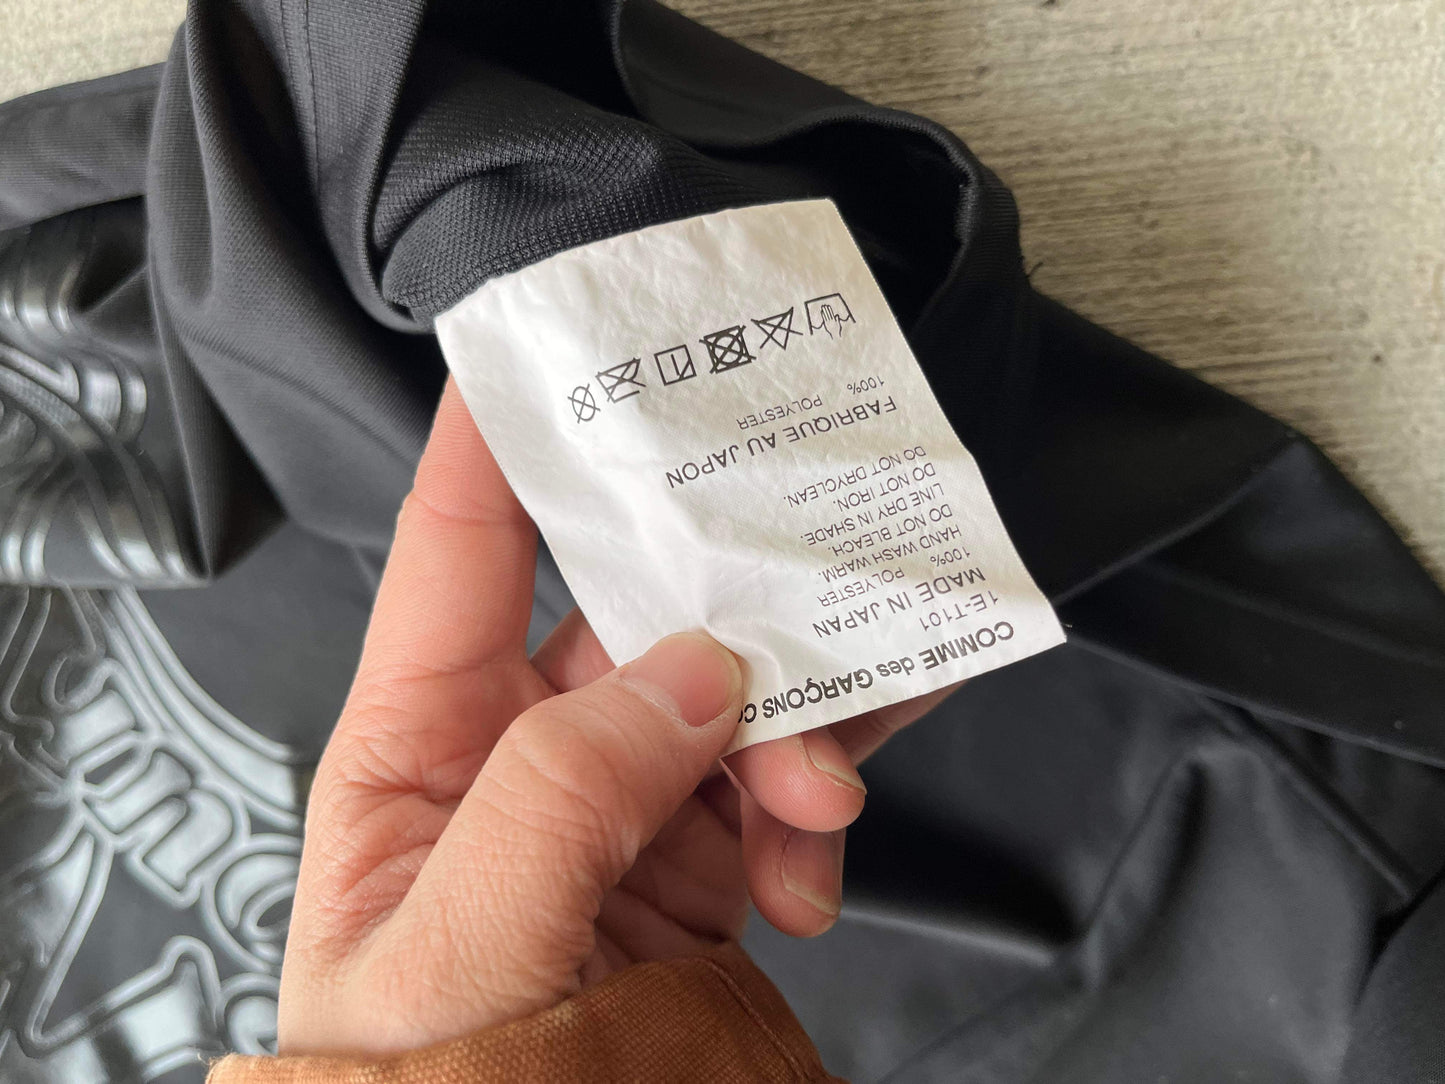 COMME des GARÇONS
1E-T101
MADE IN JAPAN
POLYESTER 100%
HAND WASH WARM.
DO NOT BLEACH.
LINE DRY IN SHADE.
DO NOT IRON.
DO NOT DRYCLEAN.
FABRIQUE AU JAPON
POLYESTER 100%